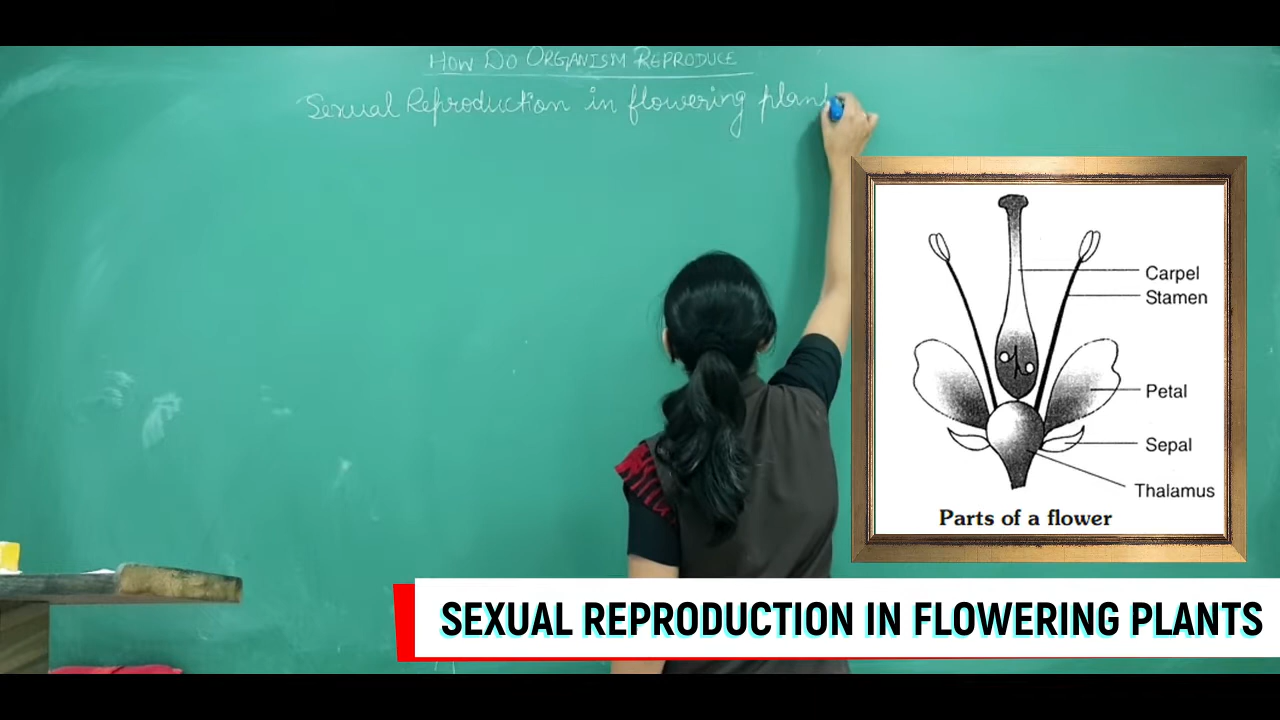 HOW DO ORGANISM REPRODUCE
Sexual Reproduction in flowering plant
Carpel
Stamen
Petal
Sepal
Thalamus
Parts of a flower
SEXUAL REPRODUCTION IN FLOWERING PLANTS